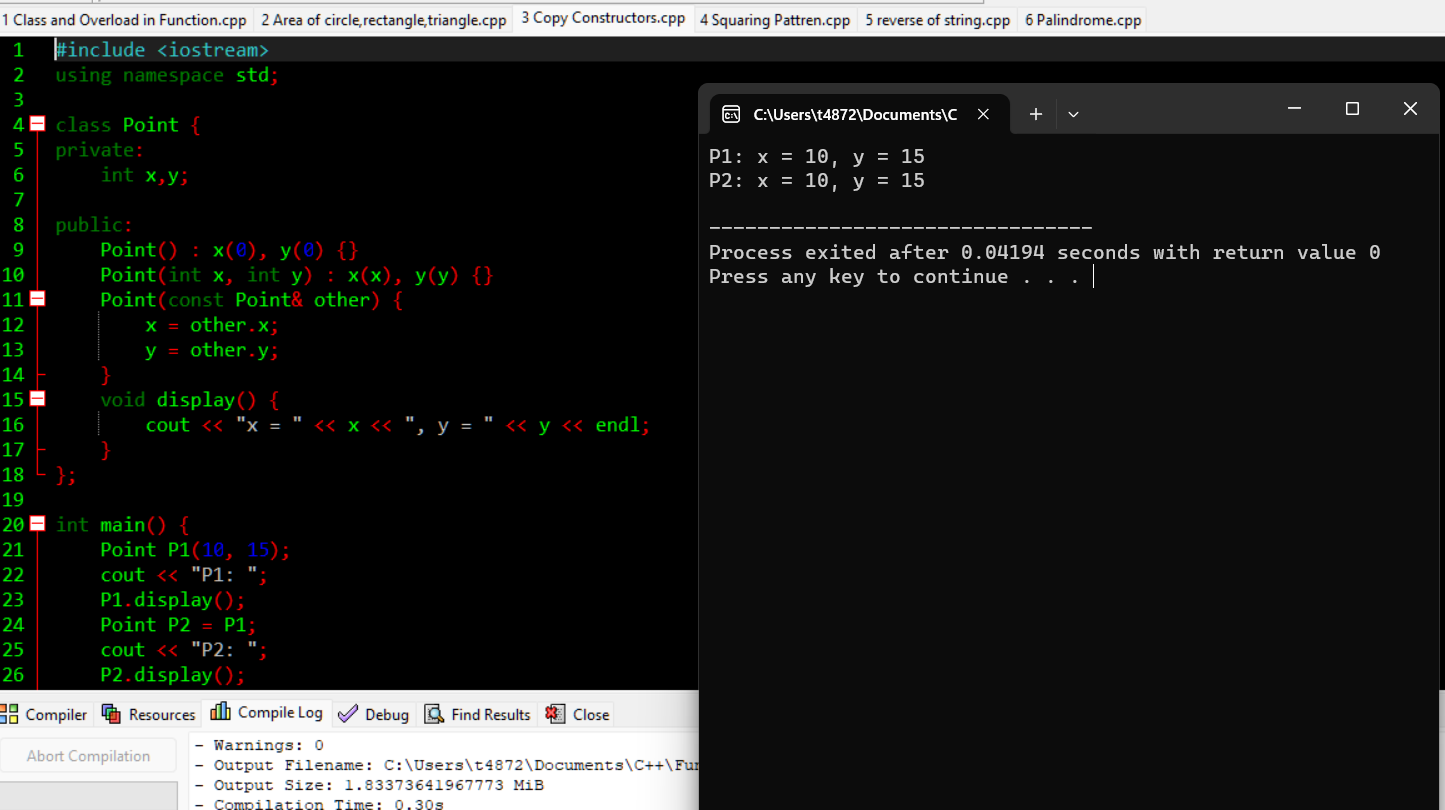 1 Class and Overload in Function.cpp 2 Area of circle,rectangle,triangle.cpp 3 Copy Constructors.cpp 4 Squaring Pattren.cpp 5 reverse of string.cpp 6 Palindrome.cpp
1 #include <iostream>
2 using namespace std;
3
4 class Point {
5 private:
6     int x,y;
7
8 public:
9     Point() : x(0), y(0) {}
10     Point(int x, int y) : x(x), y(y) {}
11     Point(const Point& other) {
12         x = other.x;
13         y = other.y;
14     }
15     void display() {
16         cout << "x = " << x << ", y = " << y << endl;
17     }
18 };
19
20 int main() {
21     Point P1(10, 15);
22     cout << "P1: ";
23     P1.display();
24     Point P2 = P1;
25     cout << "P2: ";
26     P2.display();
C:\Users\t4872\Documents\C
P1: x = 10, y = 15
P2: x = 10, y = 15
--------------------------------
Process exited after 0.04194 seconds with return value 0
Press any key to continue . . .
Compiler Resources Compile Log Debug Find Results Close
Abort Compilation
- Warnings: 0
- Output Filename: C:\Users\t4872\Documents\C++\Fun
- Output Size: 1.83373641967773 MiB
- Compilation Time: 0.30s